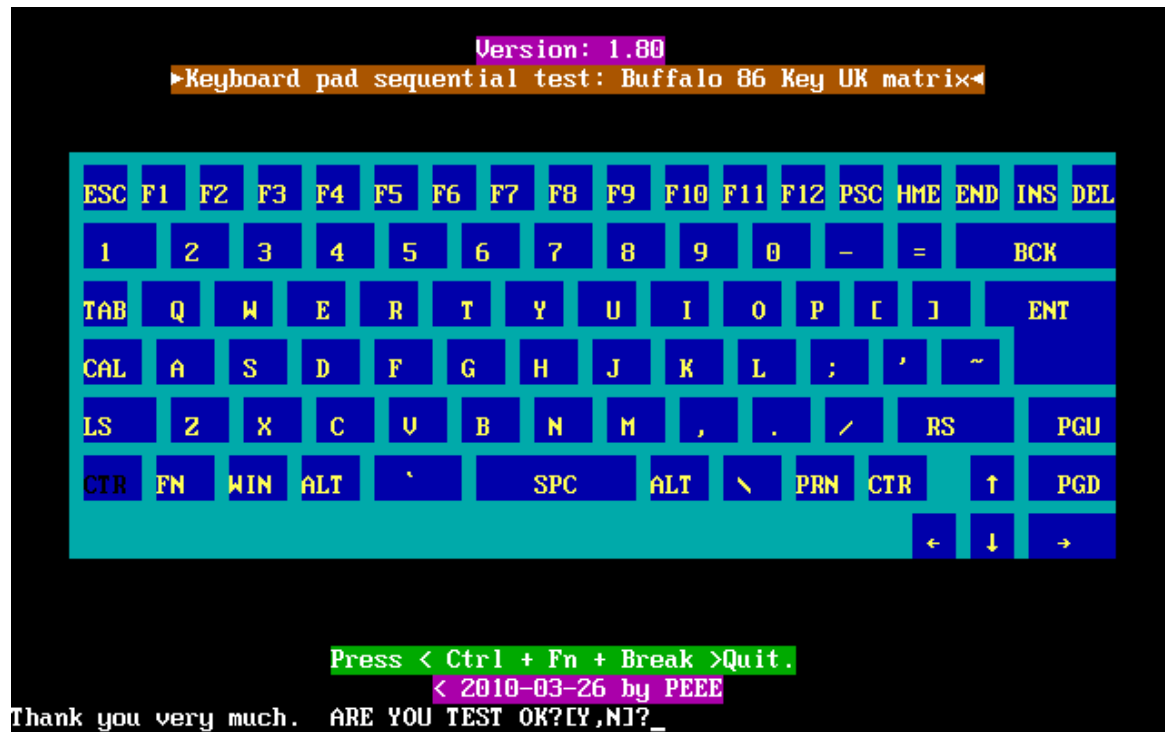 Version: 1.80
►Keyboard pad sequential test: Buffalo 86 Key UK matrix◄
ESC F1 F2 F3 F4 F5 F6 F7 F8 F9 F10 F11 F12 PSC HME END INS DEL
1 2 3 4 5 6 7 8 9 0 - = BCK
TAB Q W E R T Y U I O P [ ] ENT
CAL A S D F G H J K L ; ' ~
LS Z X C V B N M , . / RS PGU
CTR FN WIN ALT ` SPC ALT \ PRN CTR ↑ PGD
← ↓ →
Press < Ctrl + Fn + Break >Quit.
< 2010-03-26 by PEEE
Thank you very much.  ARE YOU TEST OK?[Y,N]?_